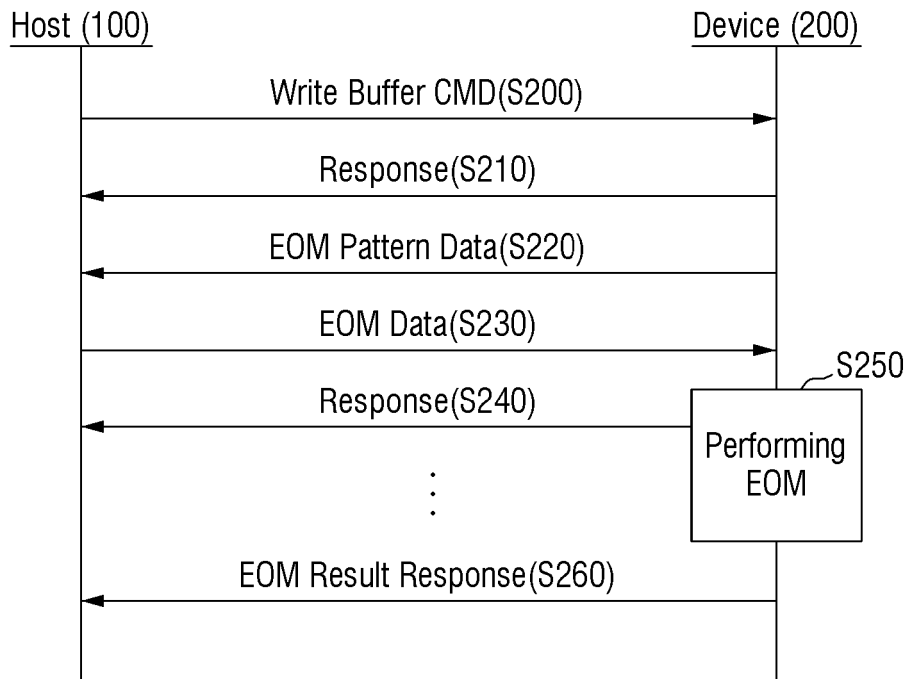 Host (100)
Device (200)
Write Buffer CMD(S200)
Response(S210)
EOM Pattern Data(S220)
EOM Data(S230)
S250
Response(S240)
Performing
EOM
EOM Result Response(S260)